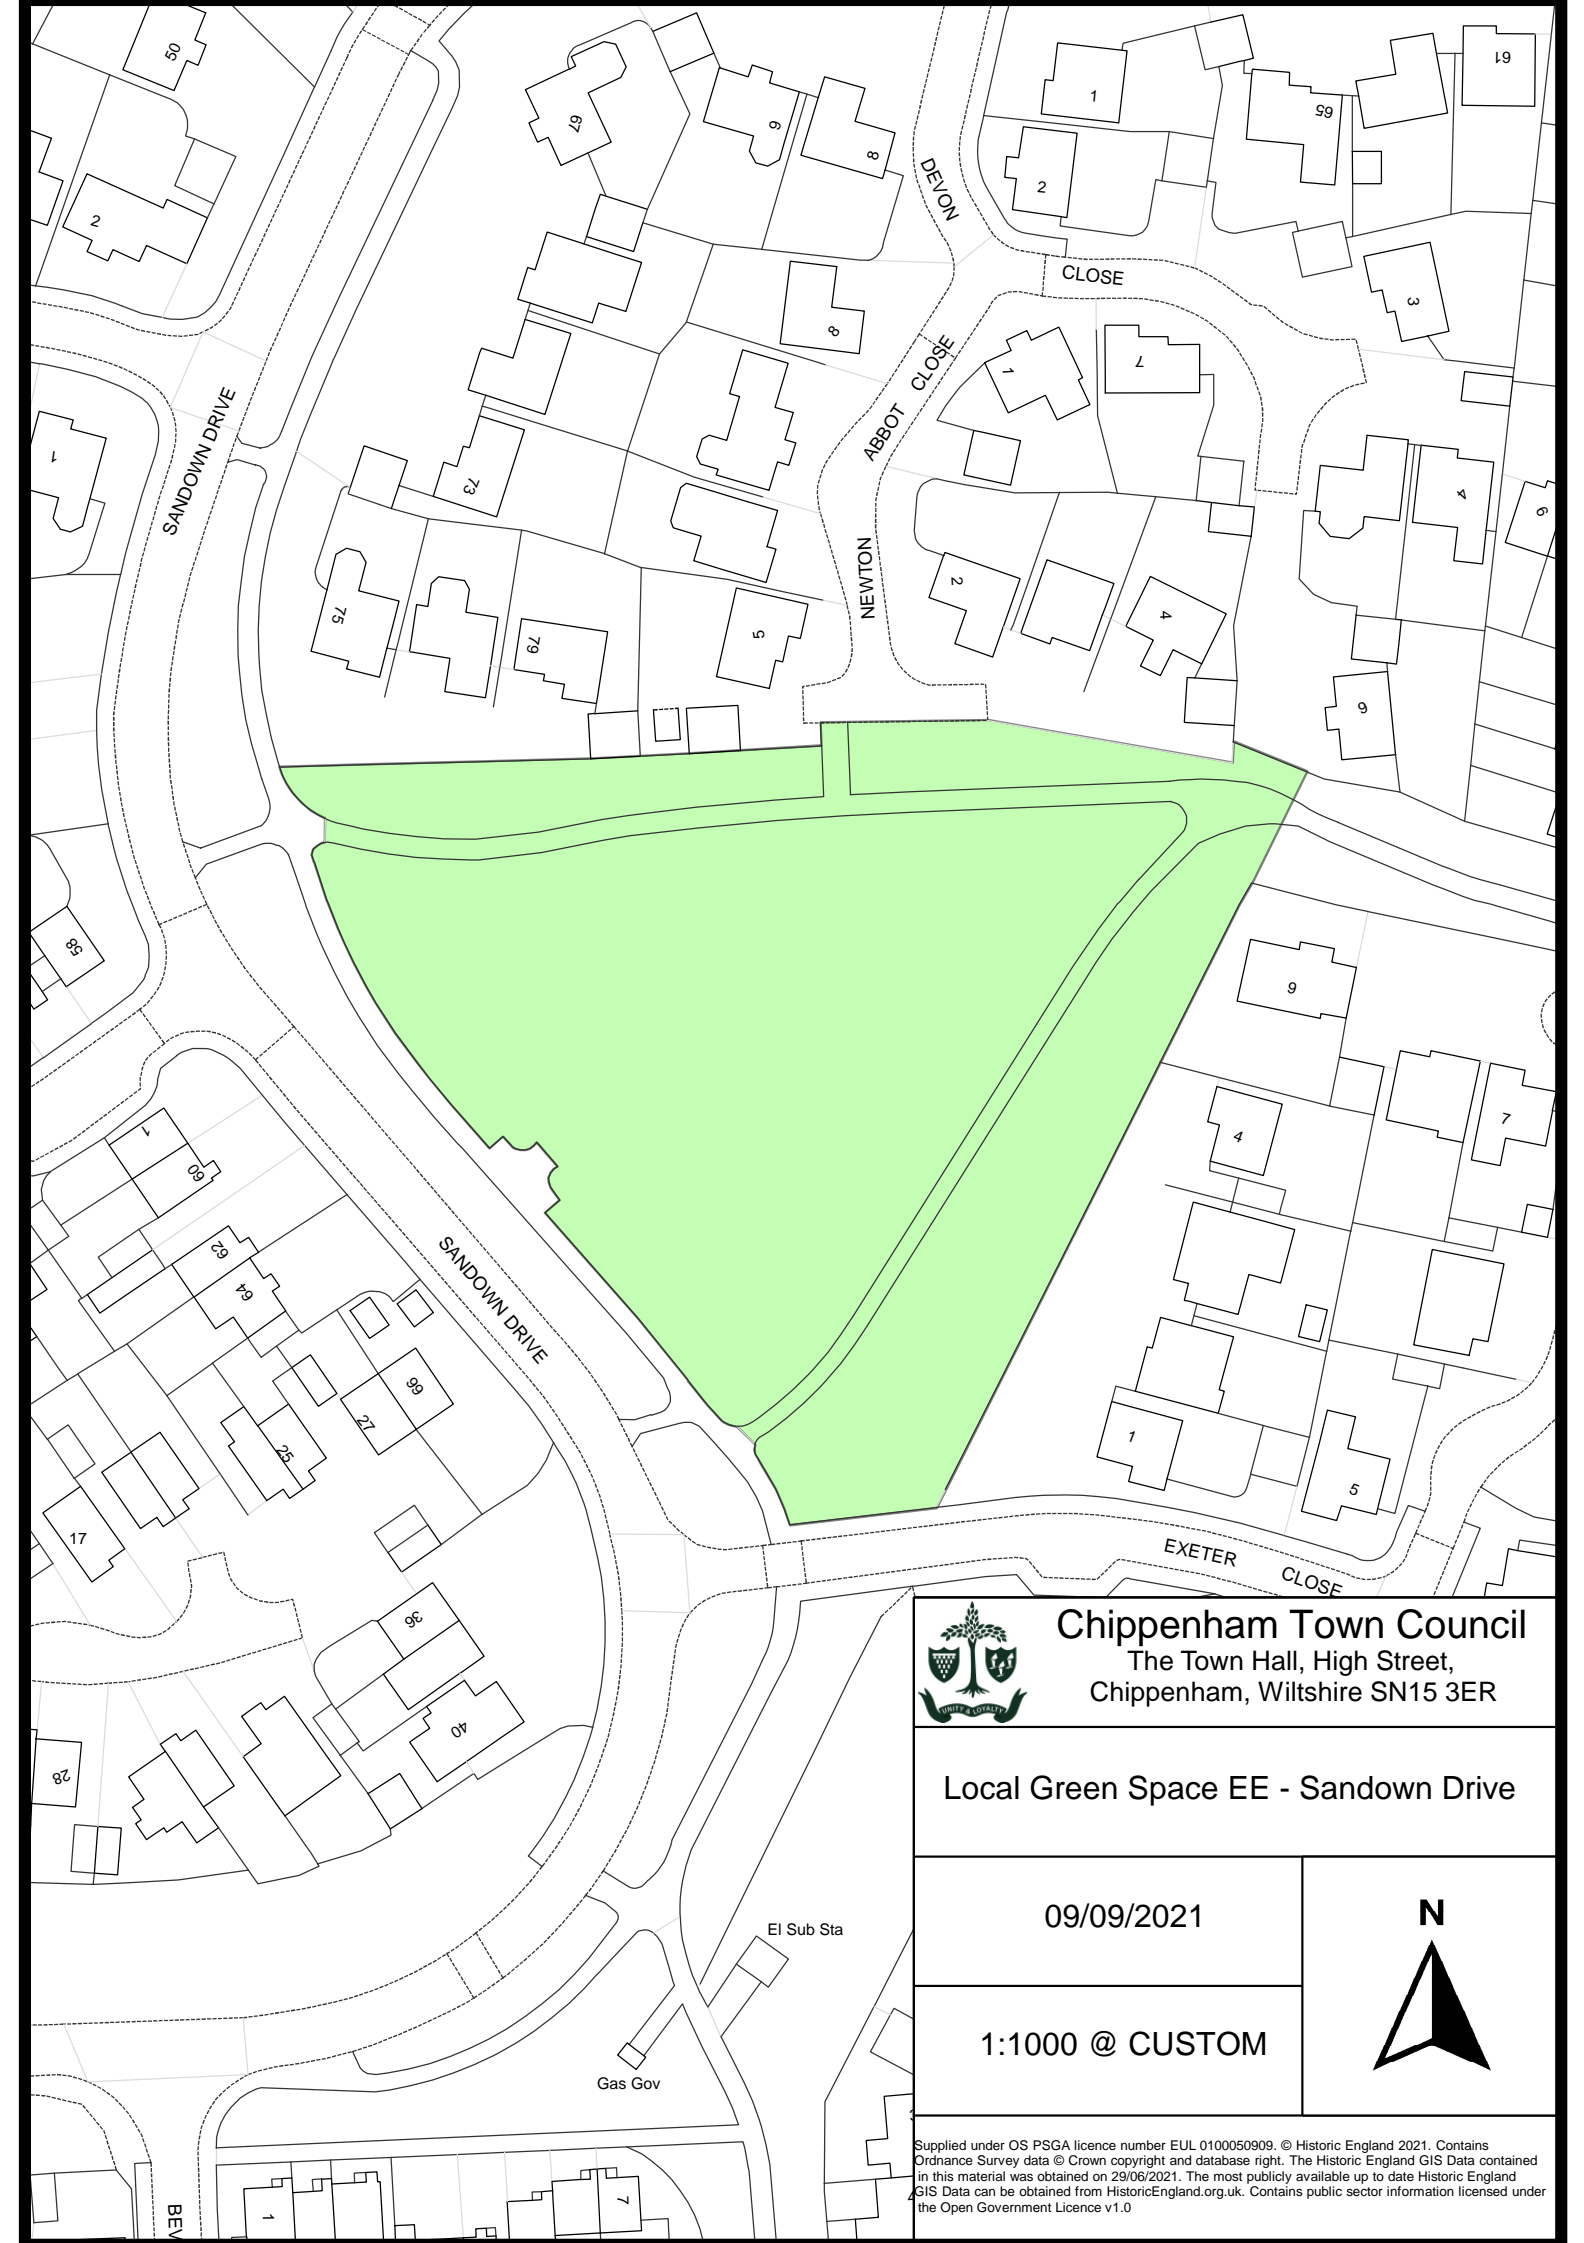 50
67
6
8
1
65
61
2
DEVON
2
CLOSE
3
8
ABBOT CLOSE
1
7
SANDOWN DRIVE
1
73
4
6
NEWTON
2
4
75
79
5
6
58
9
1
60
4
7
62
64
SANDOWN DRIVE
66
27
25
1
5
17
EXETER CLOSE
36
40
28
El Sub Sta
Gas Gov
BEV
1
7
UNITY & LOYALTY
Chippenham Town Council
The Town Hall, High Street,
Chippenham, Wiltshire SN15 3ER
Local Green Space EE - Sandown Drive
09/09/2021
N
1:1000 @ CUSTOM
Supplied under OS PSGA licence number EUL 0100050909. © Historic England 2021. Contains
Ordnance Survey data © Crown copyright and database right. The Historic England GIS Data contained
in this material was obtained on 29/06/2021. The most publicly available up to date Historic England
GIS Data can be obtained from HistoricEngland.org.uk. Contains public sector information licensed under
the Open Government Licence v1.0